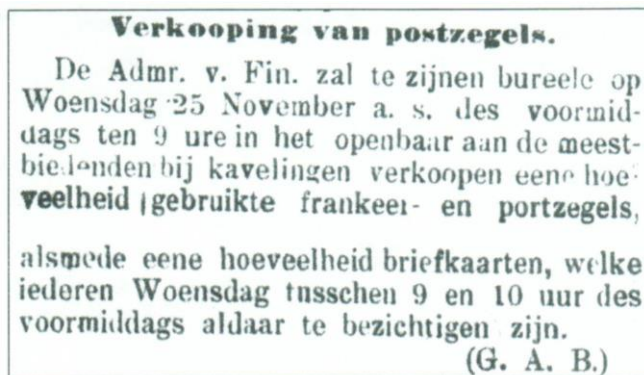 Verkooping van postzegels.
De Admr. v. Fin. zal te zijnen bureele op
Woensdag 25 November a. s. des voormid-
dags ten 9 ure in het openbaar aan de meest-
biedenden bij kavelingen verkoopen eene hoe-
veelheid gebruikte frankeer- en portzegels,
alsmede eene hoeveelheid briefkaarten, welke
iederen Woensdag tusschen 9 en 10 uur des
voormiddags aldaar te bezichtigen zijn.
(G. A. B.)